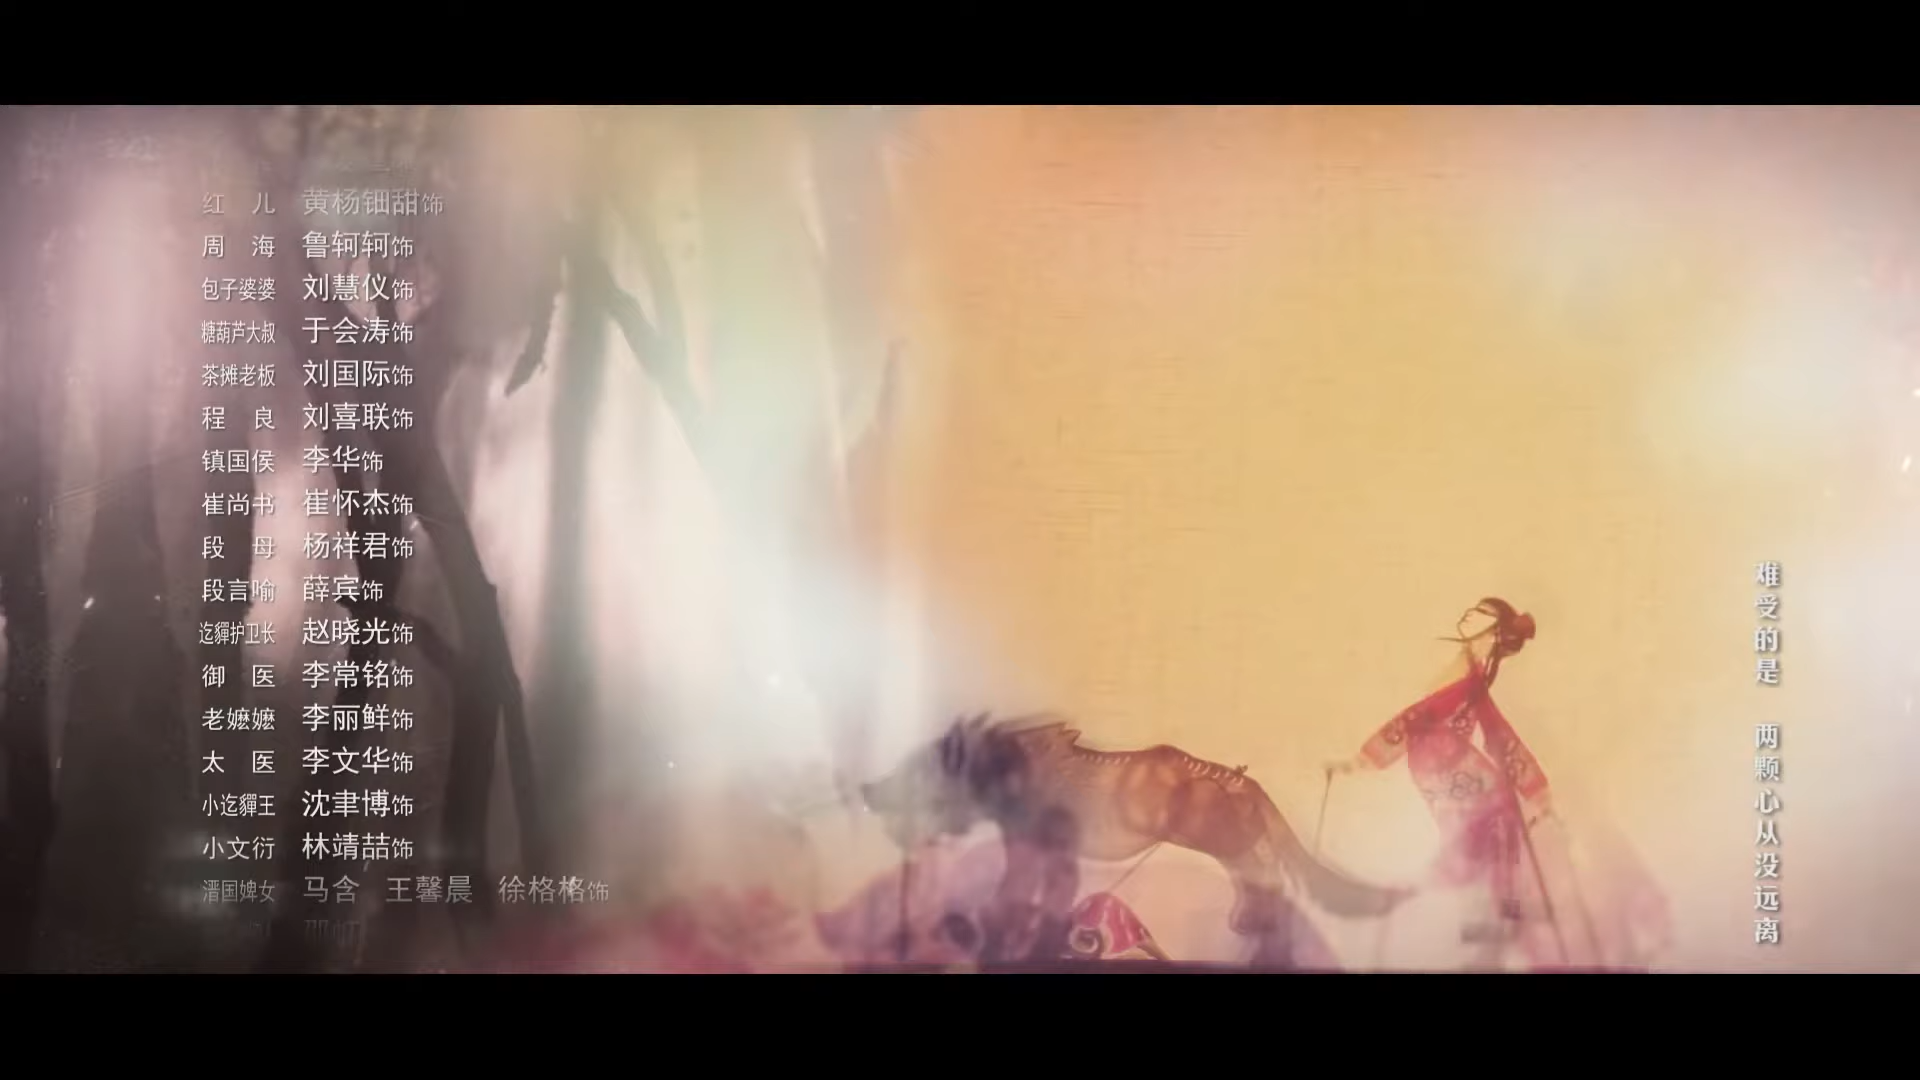 红儿 黄杨钿甜饰
周海 鲁轲轲饰
包子婆婆 刘慧仪饰
糖葫芦大叔 于会涛饰
茶摊老板 刘国际饰
程良 刘喜联饰
镇国侯 李华饰
崔尚书 崔怀杰饰
段母 杨祥君饰
段言喻 薛宾饰
迄貚护卫长 赵晓光饰
御医 李常铭饰
老嬷嬷 李丽鲜饰
太医 李文华饰
小迄貚王 沈聿博饰
小文衍 林靖喆饰
溍国婢女 马含 王馨晨 徐格格饰
难受的是 两颗心从没远离